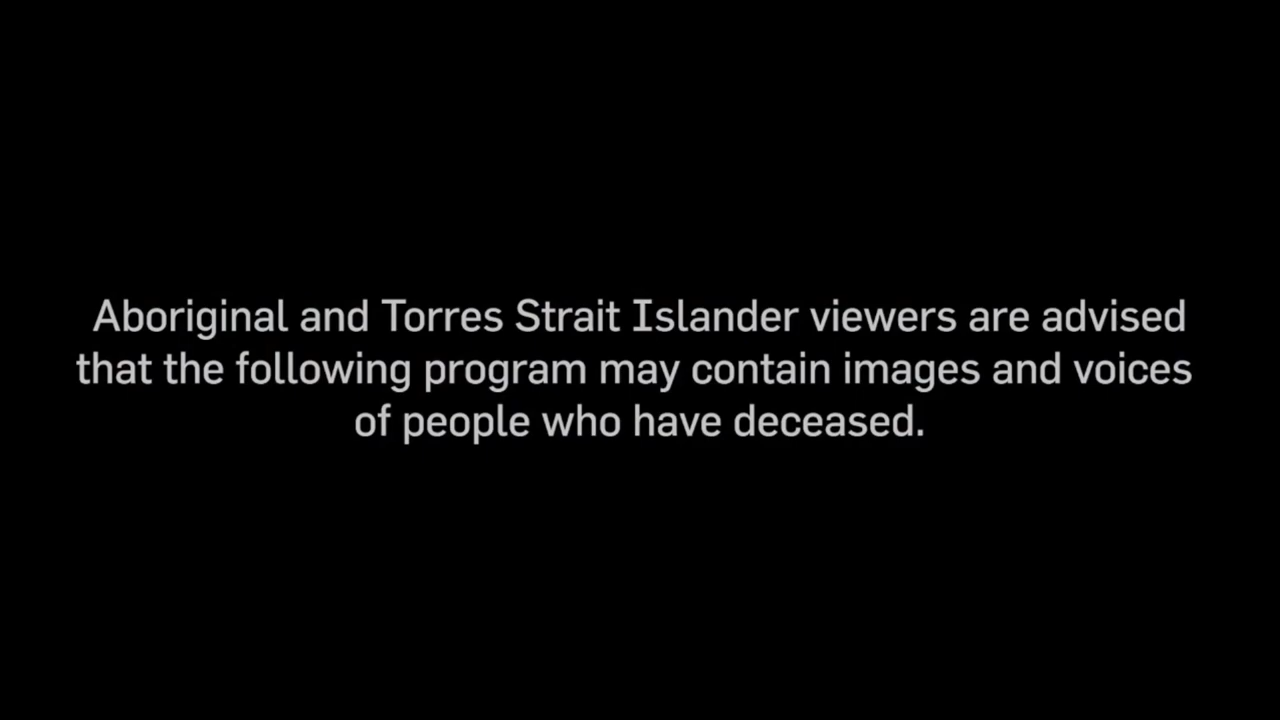 Aboriginal and Torres Strait Islander viewers are advised
that the following program may contain images and voices
of people who have deceased.